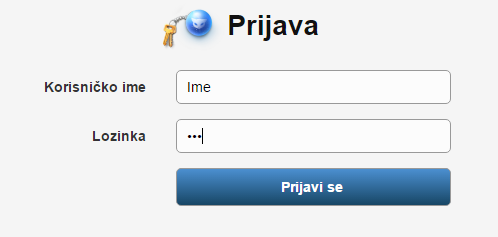 Prijava
Korisničko ime Ime
Lozinka •••
Prijavi se